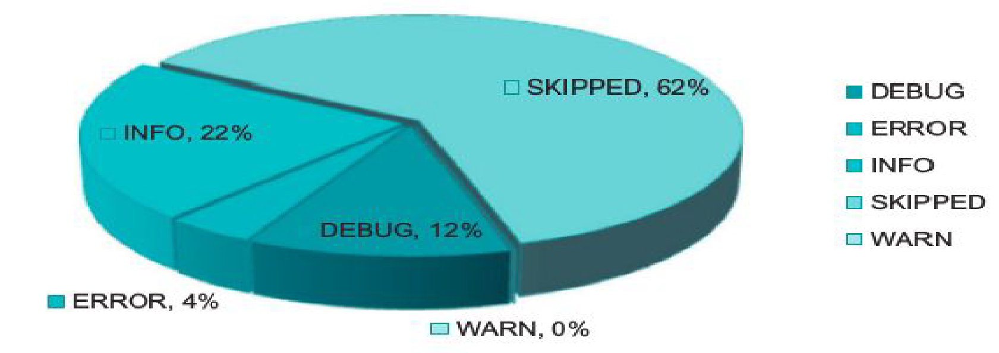 SKIPPED, 62%
INFO, 22%
DEBUG, 12%
ERROR, 4%
WARN, 0%
DEBUG
ERROR
INFO
SKIPPED
WARN